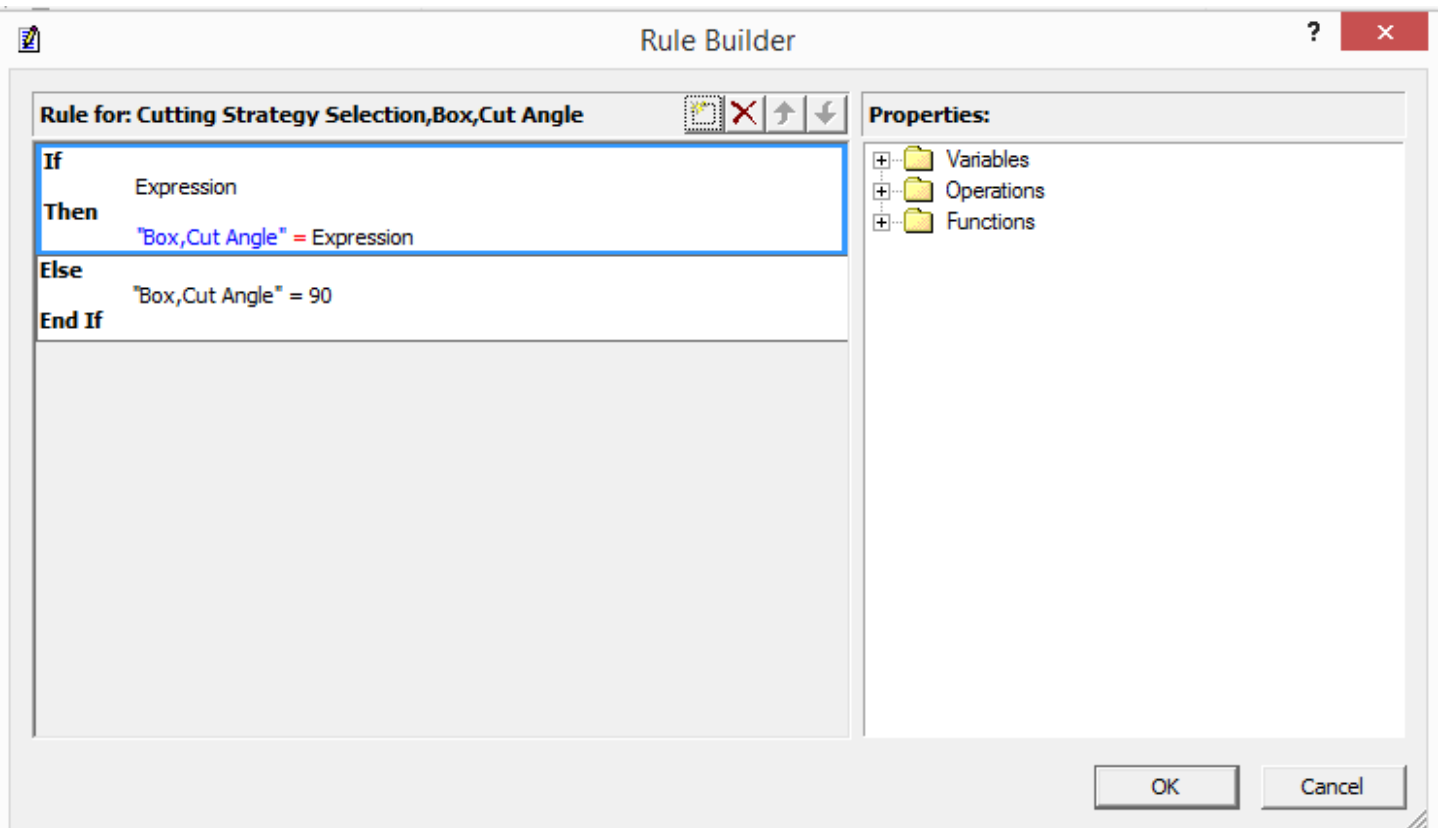 Rule Builder
?
Rule for: Cutting Strategy Selection,Box,Cut Angle
If
Expression
Then
"Box,Cut Angle" = Expression
Else
"Box,Cut Angle" = 90
End If
Properties:
Variables
Operations
Functions
OK
Cancel